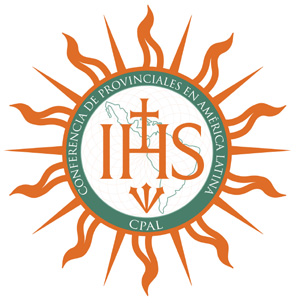 CONFERENCIA DE PROVINCIALES EN AMÉRICA LATINA
IHS
CPAL